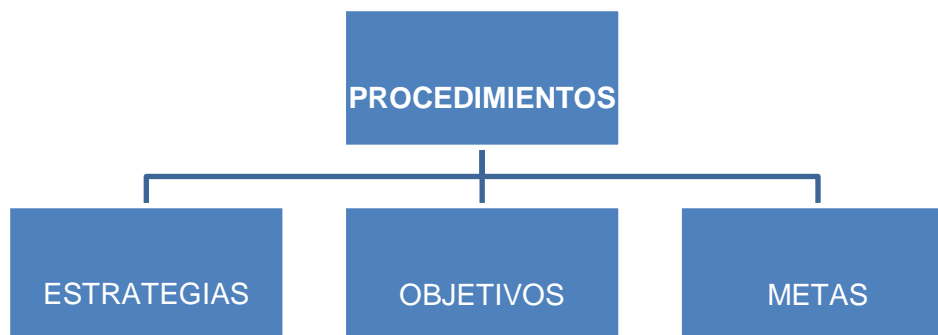 PROCEDIMIENTOS
ESTRATEGIAS
OBJETIVOS
METAS